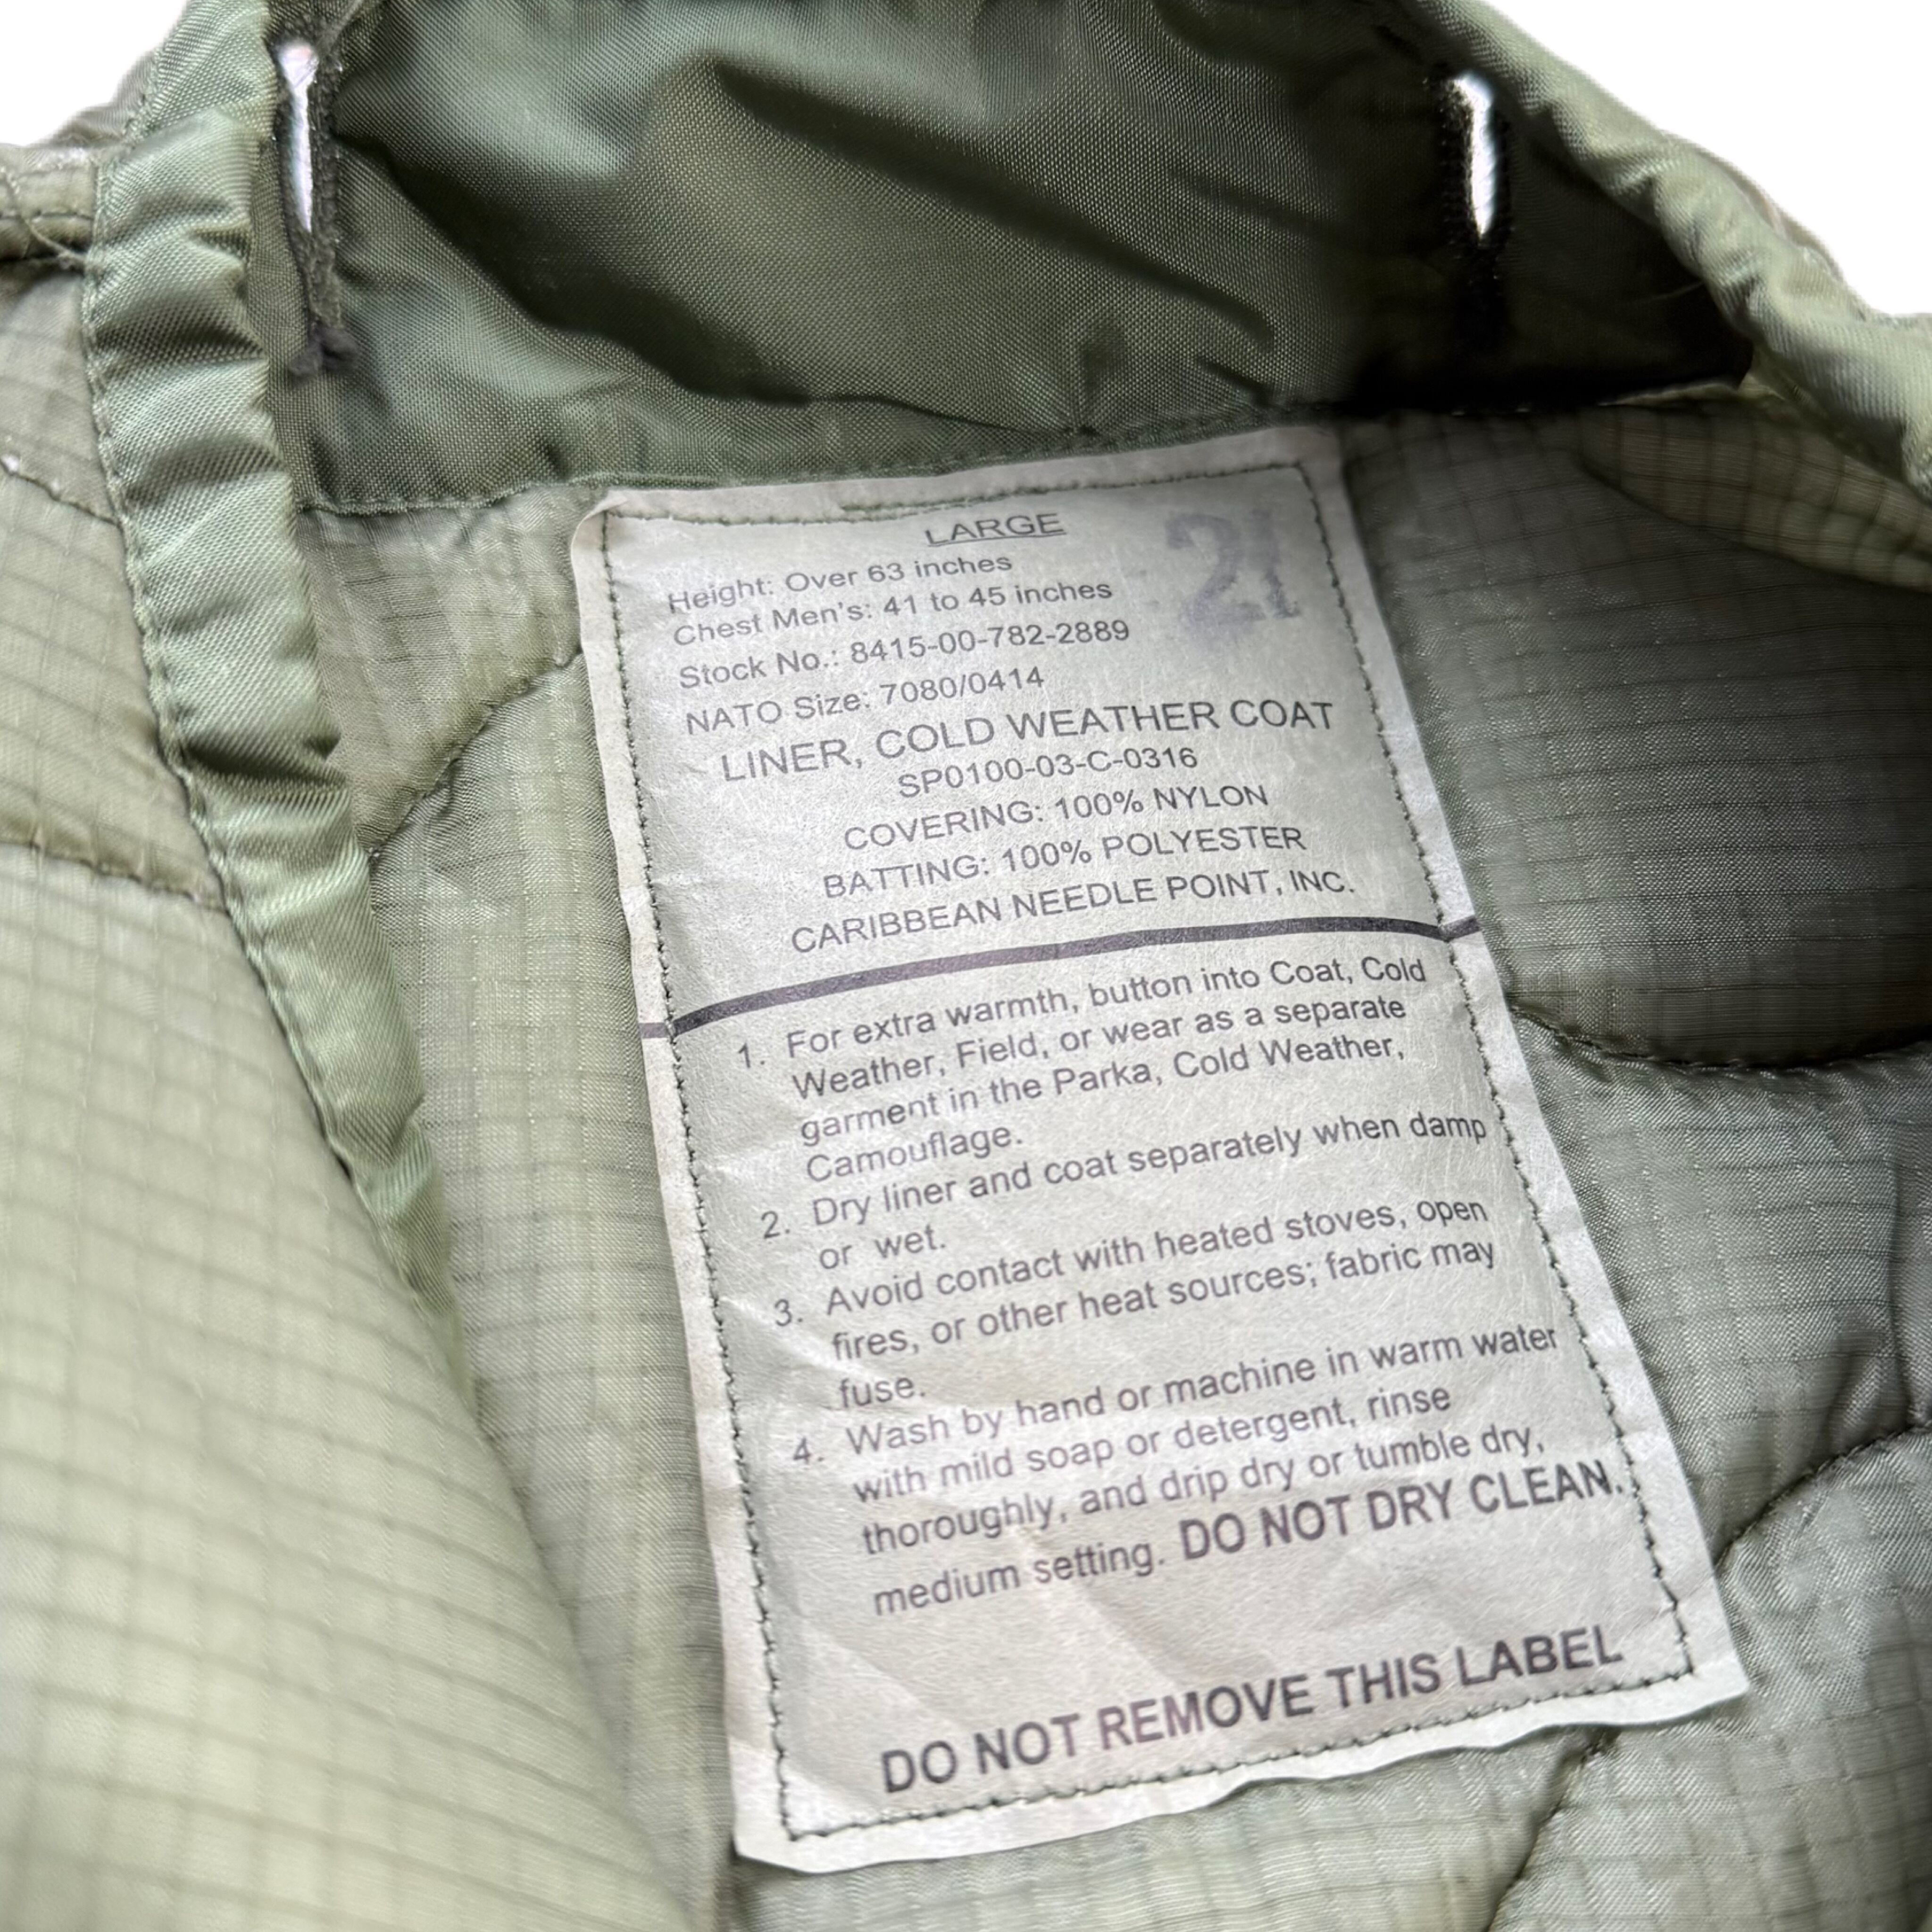 LARGE
21
Height: Over 63 inches
Chest Men's: 41 to 45 inches
Stock No.: 8415-00-782-2889
NATO Size: 7080/0414
LINER, COLD WEATHER COAT
SP0100-03-C-0316
COVERING: 100% NYLON
BATTING: 100% POLYESTER
CARIBBEAN NEEDLE POINT, INC.
1. For extra warmth, button into Coat, Cold
Weather, Field, or wear as a separate
garment in the Parka, Cold Weather,
Camouflage.
2. Dry liner and coat separately when damp
or wet.
3. Avoid contact with heated stoves, open
fires, or other heat sources; fabric may
fuse.
4. Wash by hand or machine in warm water
with mild soap or detergent, rinse
thoroughly, and drip dry or tumble dry,
medium setting. DO NOT DRY CLEAN.
DO NOT REMOVE THIS LABEL